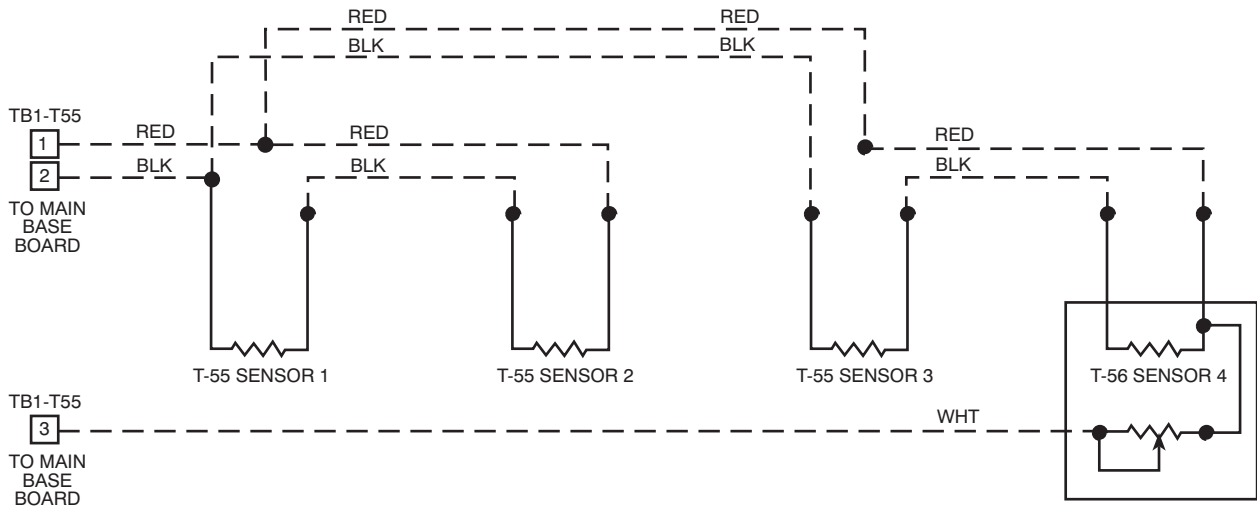 RED RED
BLK BLK
TB1-T55
1 RED RED RED
2 BLK BLK BLK
TO MAIN
BASE
BOARD
T-55 SENSOR 1 T-55 SENSOR 2 T-55 SENSOR 3 T-56 SENSOR 4
TB1-T55
3 WHT
TO MAIN
BASE
BOARD